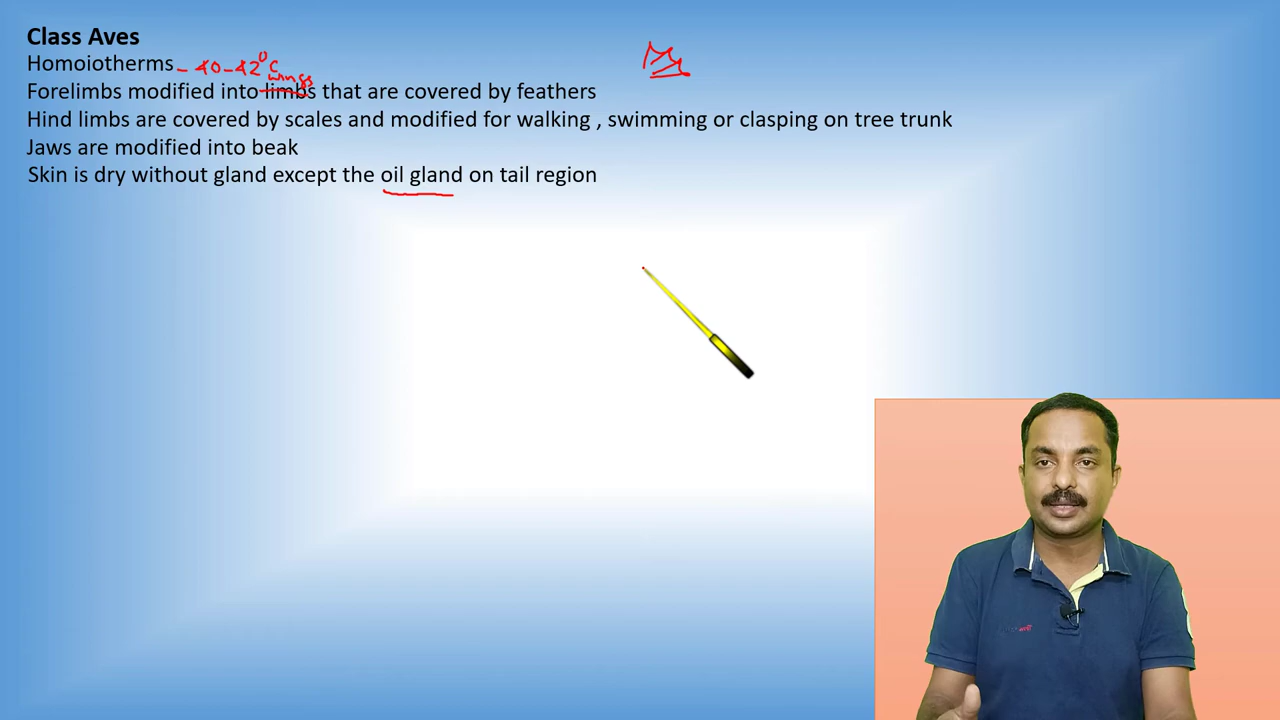 Class Aves
Homoiotherms - 40-42°C
wings
Forelimbs modified into limbs that are covered by feathers
Hind limbs are covered by scales and modified for walking , swimming or clasping on tree trunk
Jaws are modified into beak
Skin is dry without gland except the oil gland on tail region